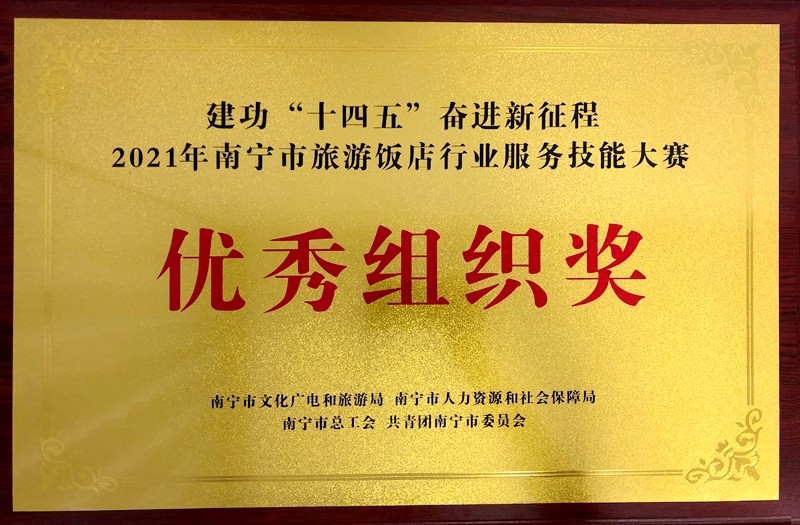 建功“十四五”奋进新征程
2021年南宁市旅游饭店行业服务技能大赛
优秀组织奖
南宁市文化广电和旅游局 南宁市人力资源和社会保障局
南宁市总工会 共青团南宁市委员会